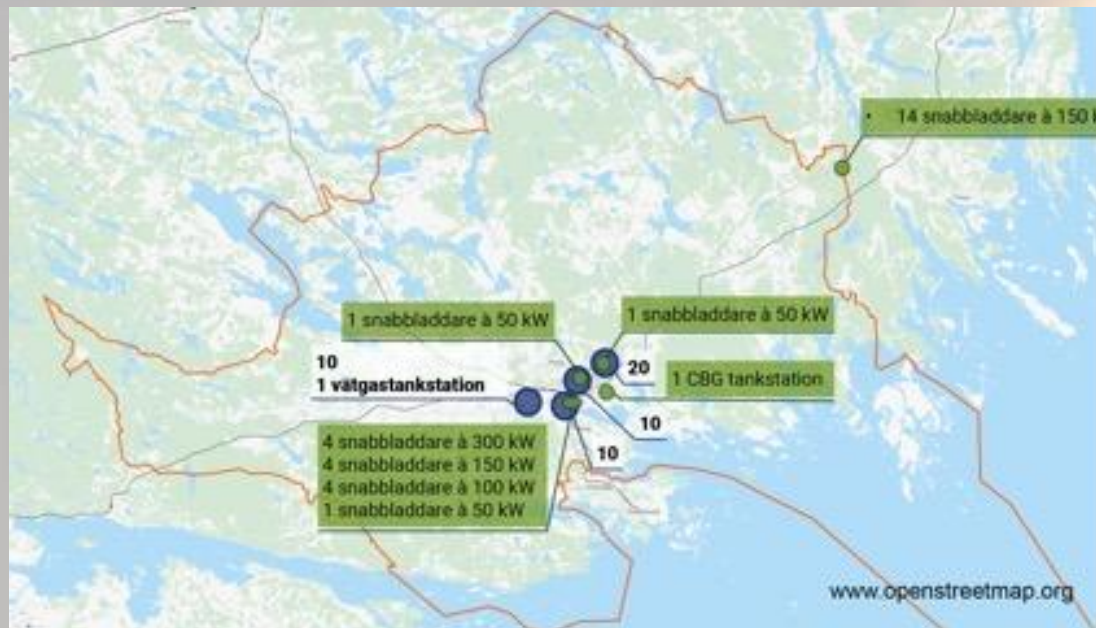 • 14 snabbladdare à 150 k
1 snabbladdare à 50 kW
1 snabbladdare à 50 kW
10
1 vätgastankstation
20
1 CBG tankstation
10
10
4 snabbladdare à 300 kW
4 snabbladdare à 150 kW
4 snabbladdare à 100 kW
1 snabbladdare à 50 kW
www.openstreetmap.org